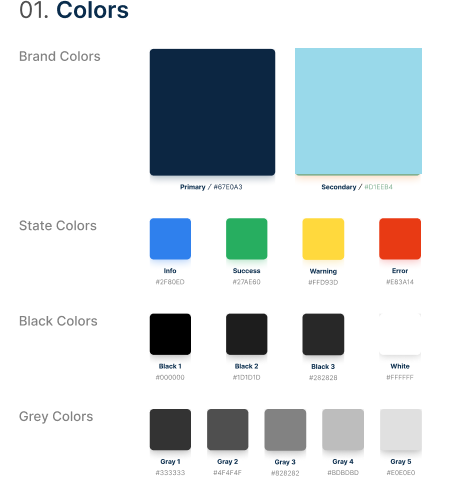 01. Colors
Brand Colors
Primary / #67E0A3
Secondary / #D1EEB4
State Colors
Info
Success
Warning
Error
#2F80ED
#27AE60
#FFD93D
#E83A14
Black Colors
Black 1
Black 2
Black 3
White
#000000
#1D1D1D
#282828
#FFFFFF
Grey Colors
Gray 1
Gray 2
Gray 3
Gray 4
Gray 5
#333333
#4F4F4F
#828282
#BDBDBD
#E0E0E0